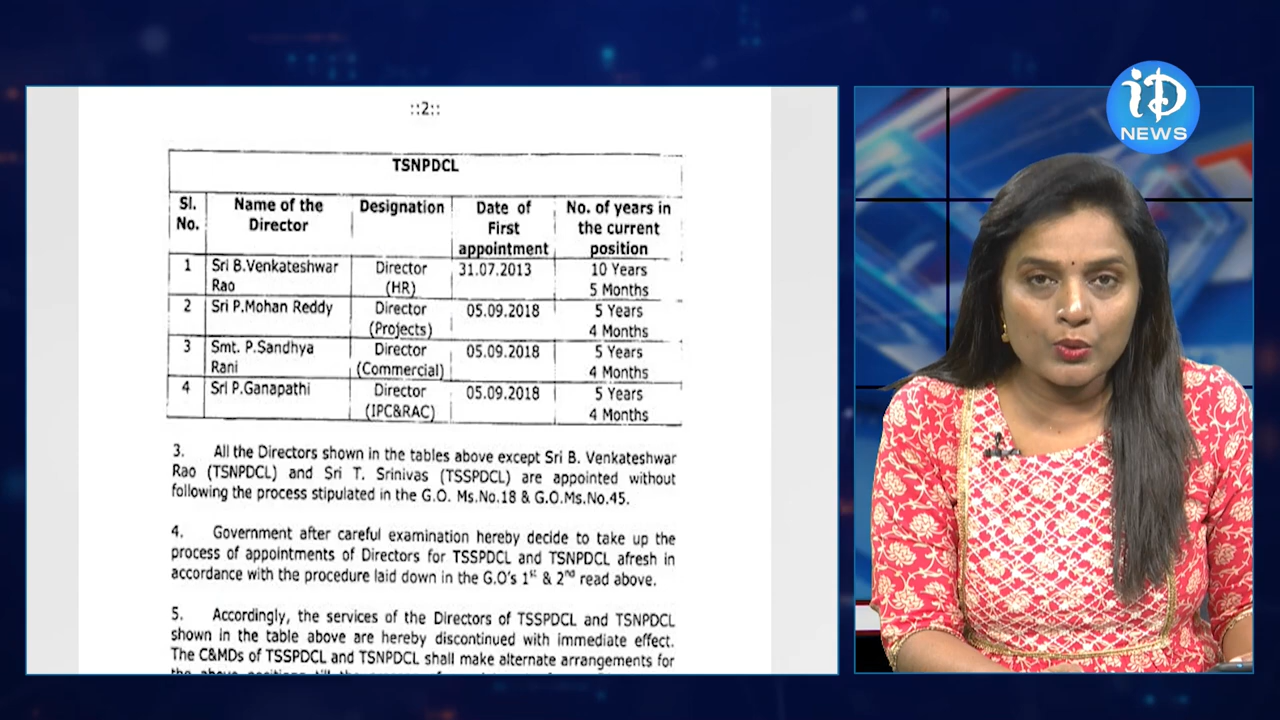 ::2::
TSNPDCL
Sl. No. Name of the Director Designation Date of First appointment No. of years in the current position
1 Sri B.Venkateshwar Rao Director (HR) 31.07.2013 10 Years 5 Months
2 Sri P.Mohan Reddy Director (Projects) 05.09.2018 5 Years 4 Months
3 Smt. P.Sandhya Rani Director (Commercial) 05.09.2018 5 Years 4 Months
4 Sri P.Ganapathi Director (IPC&RAC) 05.09.2018 5 Years 4 Months
3. All the Directors shown in the tables above except Sri B. Venkateshwar
Rao (TSNPDCL) and Sri T. Srinivas (TSSPDCL) are appointed without
following the process stipulated in the G.O. Ms.No.18 & G.O.Ms.No.45.
4. Government after careful examination hereby decide to take up the
process of appointments of Directors for TSSPDCL and TSNPDCL afresh in
accordance with the procedure laid down in the G.O's 1st & 2nd read above.
5. Accordingly, the services of the Directors of TSSPDCL and TSNPDCL
shown in the table above are hereby discontinued with immediate effect.
The C&MDs of TSSPDCL and TSNPDCL shall make alternate arrangements for
iD
NEWS